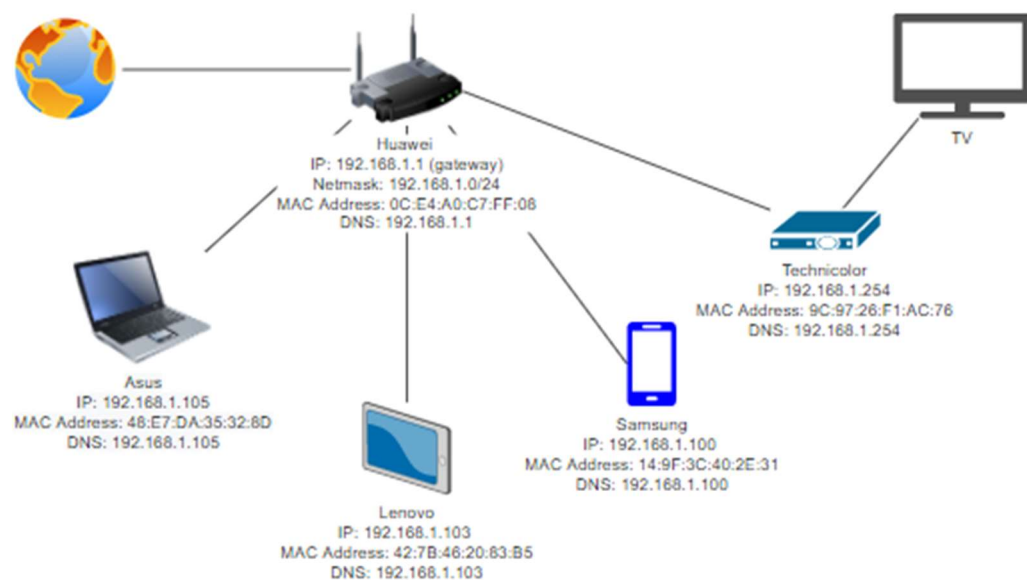 Huawei
IP: 192.168.1.1 (gateway)
Netmask: 192.168.1.0/24
MAC Address: 0C:E4:A0:C7:FF:08
DNS: 192.168.1.1
TV
Technicolor
IP: 192.168.1.254
MAC Address: 9C:97:26:F1:AC:76
DNS: 192.168.1.254
Asus
IP: 192.168.1.105
MAC Address: 48:E7:DA:35:32:8D
DNS: 192.168.1.105
Samsung
IP: 192.168.1.100
MAC Address: 14:9F:3C:40:2E:31
DNS: 192.168.1.100
Lenovo
IP: 192.168.1.103
MAC Address: 42:7B:46:20:83:B5
DNS: 192.168.1.103